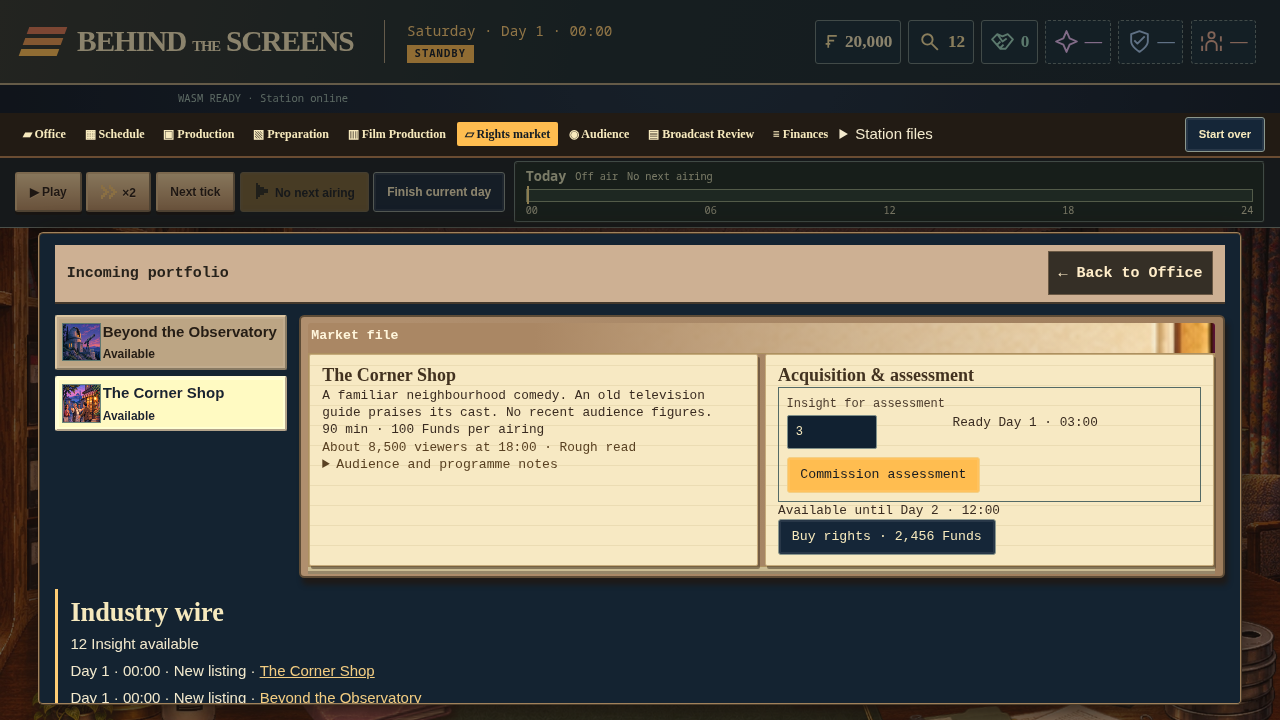 BEHIND THE SCREENS
Saturday · Day 1 · 00:00
STANDBY
20,000
12
0
—
—
—
WASM READY · Station online
Office
Schedule
Production
Preparation
Film Production
Rights market
Audience
Broadcast Review
Finances
Station files
Start over
Play
×2
Next tick
No next airing
Finish current day
Today Off air No next airing
00 06 12 18 24
Incoming portfolio
← Back to Office
Beyond the Observatory
Available
The Corner Shop
Available
Market file
The Corner Shop
A familiar neighbourhood comedy. An old television
guide praises its cast. No recent audience figures.
90 min · 100 Funds per airing
About 8,500 viewers at 18:00 · Rough read
Audience and programme notes
Acquisition & assessment
Insight for assessment
3
Ready Day 1 · 03:00
Commission assessment
Available until Day 2 · 12:00
Buy rights · 2,456 Funds
Industry wire
12 Insight available
Day 1 · 00:00 · New listing · The Corner Shop
Day 1 · 00:00 · New listing · Beyond the Observatory